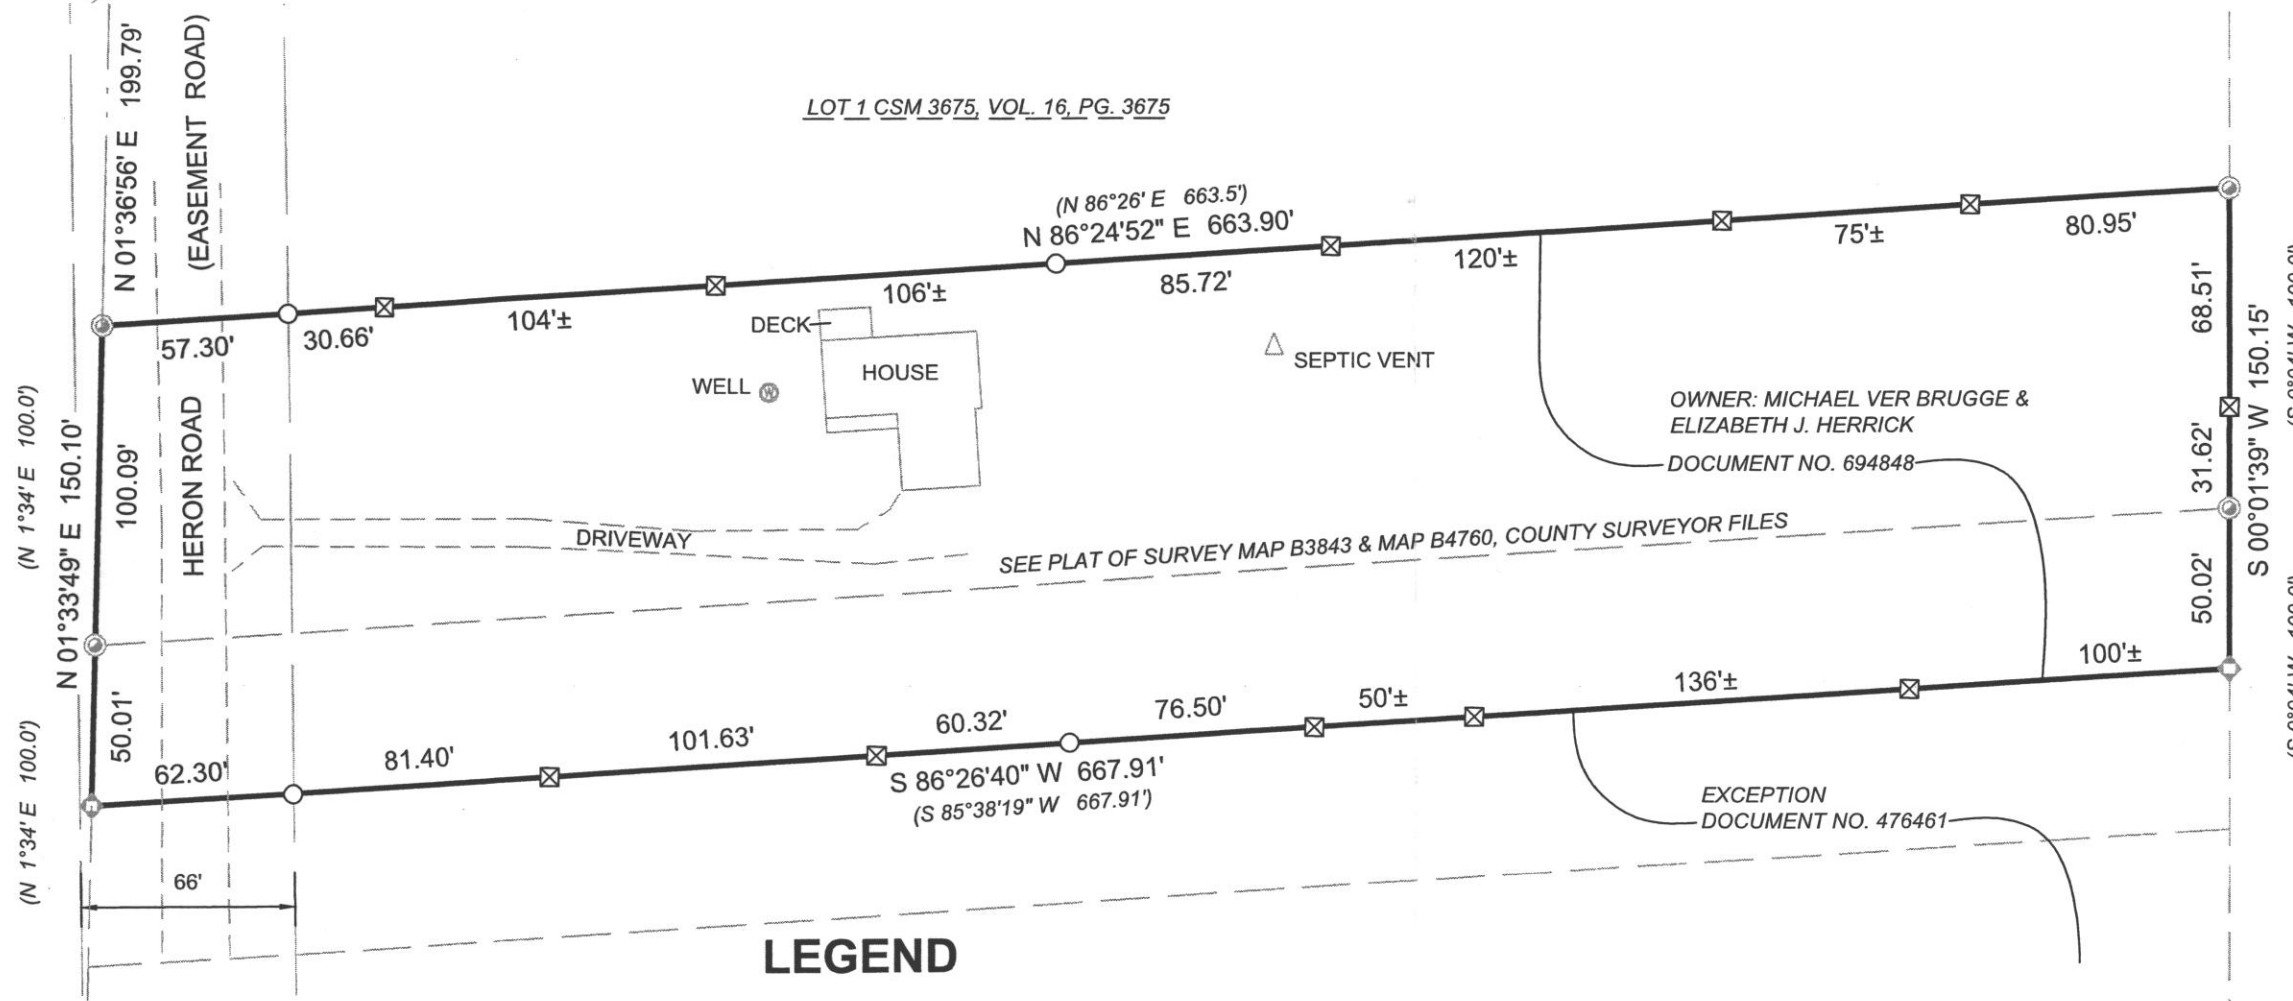 N 01°36'56' E 199.79'
(EASEMENT ROAD)
LOT 1 CSM 3675, VOL. 16, PG. 3675
(N 86°26' E 663.5')
N 86°24'52" E 663.90'
57.30'
30.66'
104'±
106'±
85.72'
120'±
75'±
80.95'
DECK
HOUSE
WELL
W
SEPTIC VENT
68.51'
S 00°01'39" W 150.15'
31.62'
50.02'
OWNER: MICHAEL VER BRUGGE &
ELIZABETH J. HERRICK
DOCUMENT NO. 694848
(N 1°34' E 100.0')
N 01°33'49" E 150.10'
100.09'
HERON ROAD
DRIVEWAY
SEE PLAT OF SURVEY MAP B3843 & MAP B4760, COUNTY SURVEYOR FILES
50.01'
(N 1°34' E 100.0')
62.30'
81.40'
101.63'
60.32'
76.50'
50'±
136'±
100'±
S 86°26'40" W 667.91'
(S 85°38'19" W 667.91')
EXCEPTION
DOCUMENT NO. 476461
66'
LEGEND